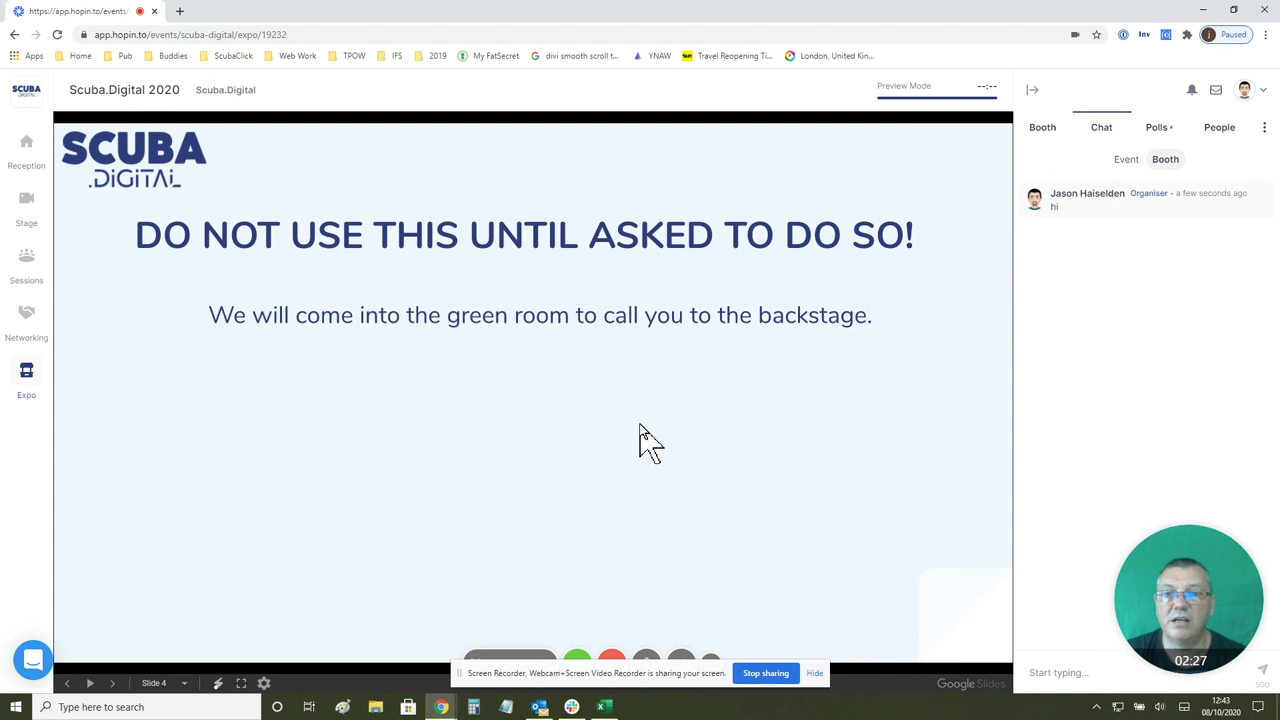 https://app.hopin.to/events/
app.hopin.to/events/scuba-digital/expo/19232
Inv
j Paused
Apps Home Pub Buddies ScubaClick Web Work TPOW IFS 2019 My FatSecret divi smooth scroll t... YNAW Travel Reopening Ti... London, United Kin...
SCUBA
.DIGITAL
Scuba.Digital 2020 Scuba.Digital
Preview Mode --:--
Reception
Stage
Sessions
Networking
Expo
SCUBA
.DIGITAL
DO NOT USE THIS UNTIL ASKED TO DO SO!
We will come into the green room to call you to the backstage.
Booth Chat Polls People
Event Booth
Jason Haiselden Organiser • a few seconds ago
hi
02:27
Start typing...
500
Screen Recorder, Webcam+Screen Video Recorder is sharing your screen. Stop sharing Hide
Slide 4
Google Slides
Type here to search
12:43
08/10/2020